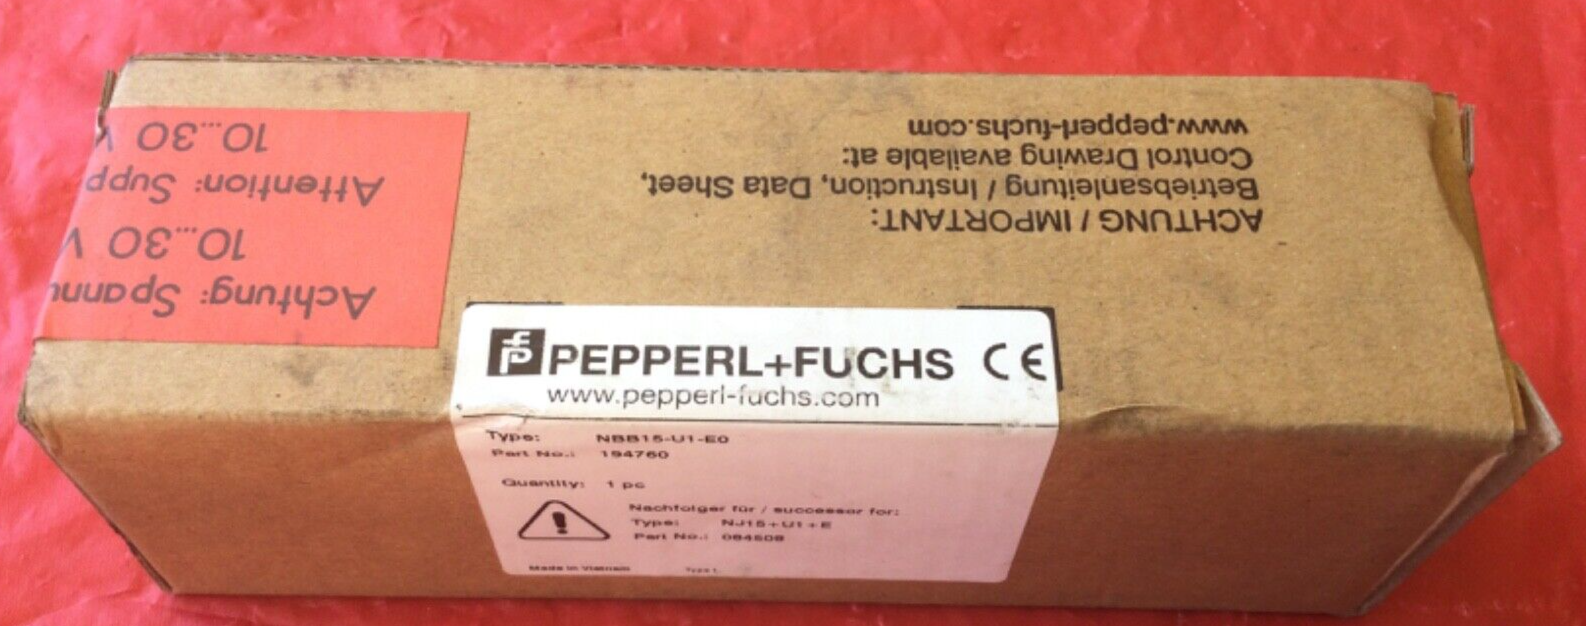 Achtung: Spannu
10...30 V
Attention: Supp
10...30 V
ACHTUNG / IMPORTANT:
Betriebsanleitung / Instruction, Data Sheet,
Control Drawing available at:
www.pepperl-fuchs.com
PEPPERL+FUCHS CE
www.pepperl-fuchs.com
Type: NBB15-U1-E0
Part No.: 194760
Quantity: 1 pc
Nachfolger für / successor for:
Type: NJ15+U1+E
Part No.: 084508
Made in Vietnam